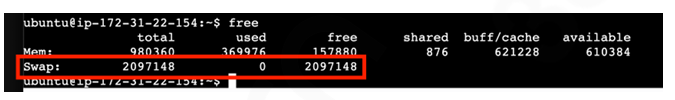 ubuntu@ip-172-31-22-154:~$ free
total used free shared buff/cache available
Mem: 980360 369976 157880 876 621228 610384
Swap: 2097148 0 2097148
ubuntu@ip-172-31-22-154:~$